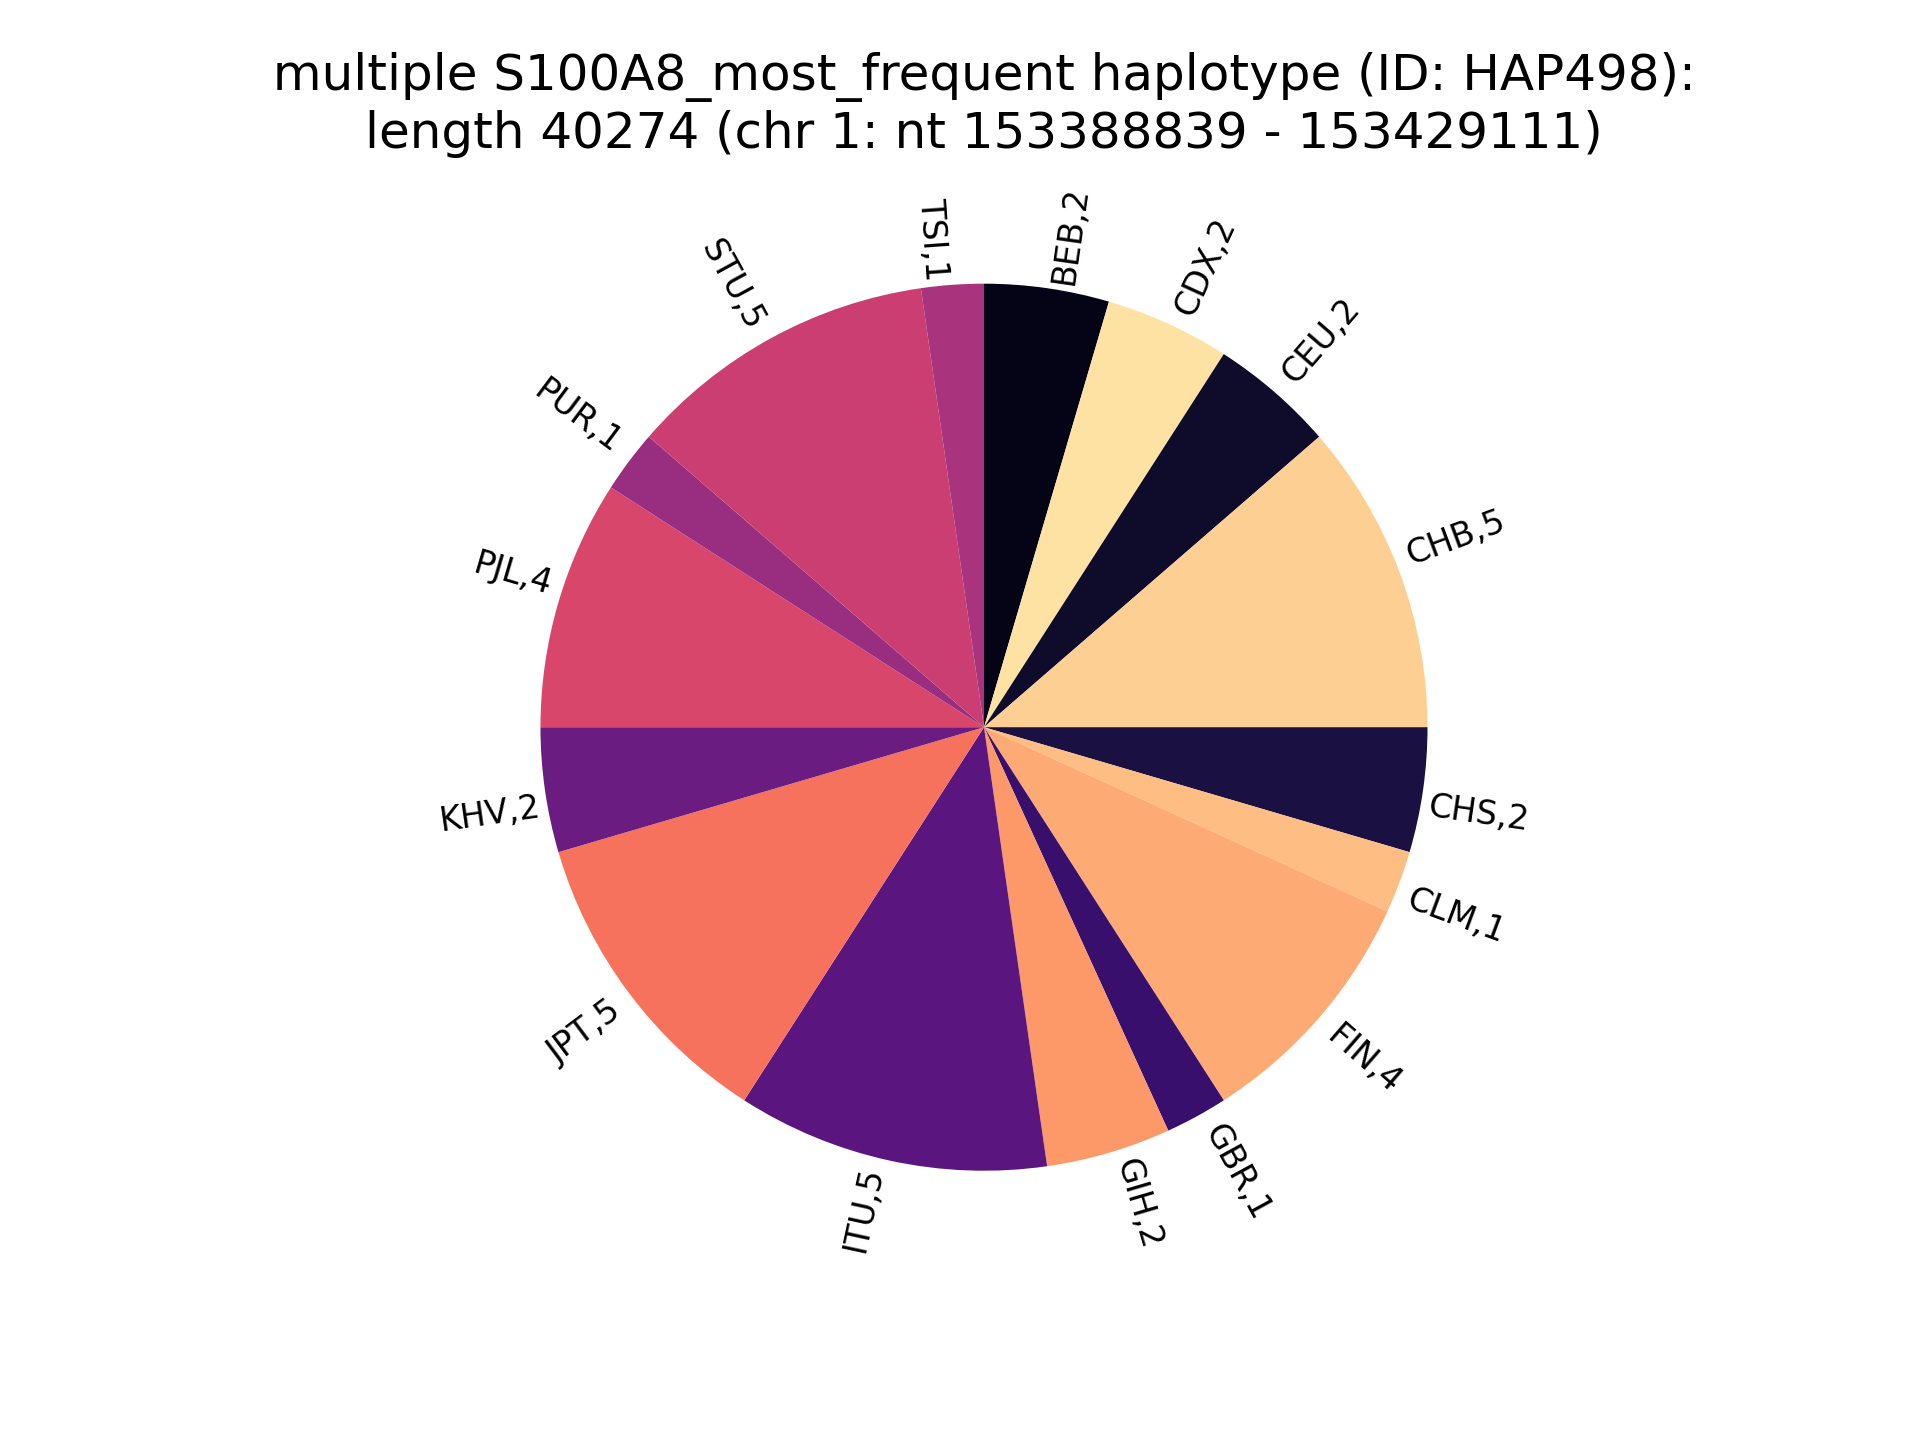 multiple S100A8_most_frequent haplotype (ID: HAP498):
length 40274 (chr 1: nt 153388839 - 153429111)
BEB,2
CDX,2
CEU,2
CHB,5
CHS,2
CLM,1
FIN,4
GBR,1
GIH,2
ITU,5
JPT,5
KHV,2
PJL,4
PUR,1
STU,5
TSI,1